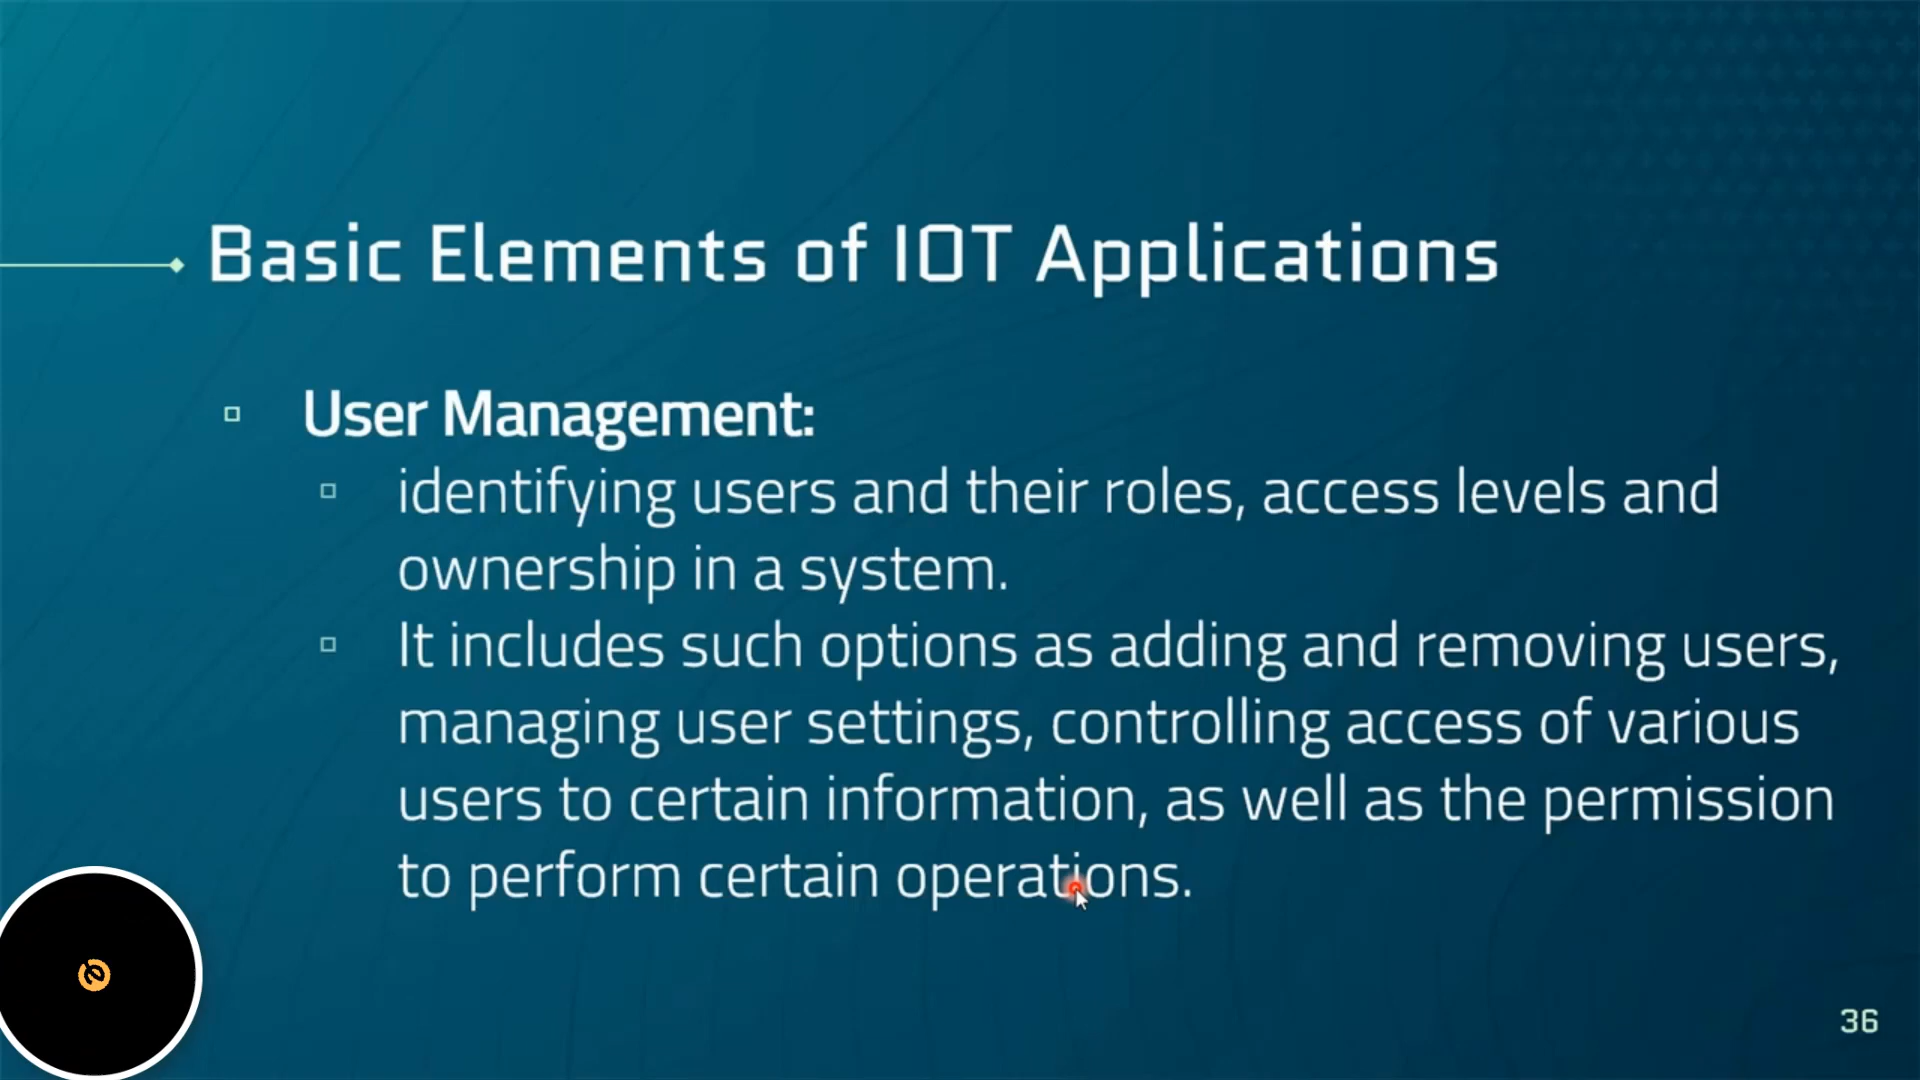 Basic Elements of IOT Applications
User Management:
identifying users and their roles, access levels and
ownership in a system.
It includes such options as adding and removing users,
managing user settings, controlling access of various
users to certain information, as well as the permission
to perform certain operations.
36